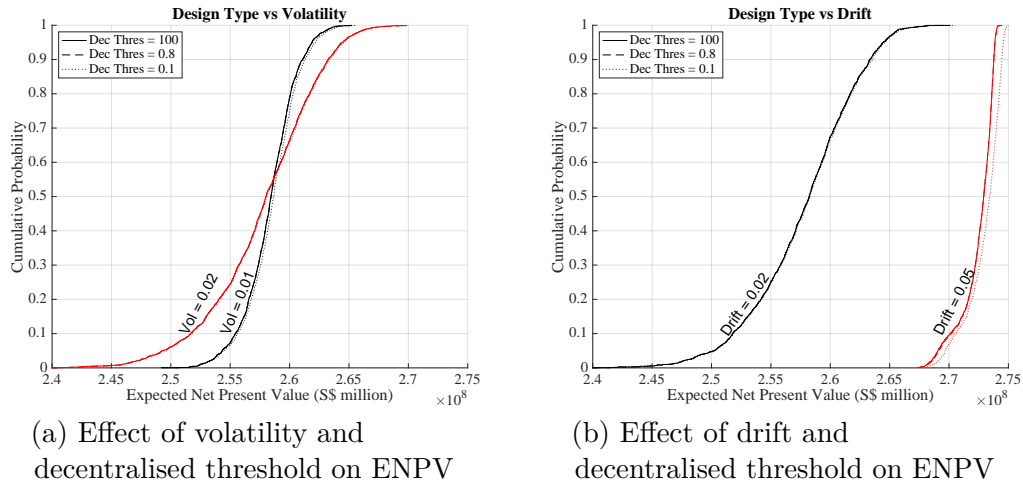 Design Type vs Volatility
Dec Thres = 100
Dec Thres = 0.8
Dec Thres = 0.1
Cumulative Probability
1
0.9
0.8
0.7
0.6
0.5
0.4
0.3
0.2
0.1
0
Vol = 0.02
Vol = 0.01
2.4 2.45 2.5 2.55 2.6 2.65 2.7 2.75
Expected Net Present Value (S$ million)
×10⁸
(a) Effect of volatility and
decentralised threshold on ENPV
Design Type vs Drift
Dec Thres = 100
Dec Thres = 0.8
Dec Thres = 0.1
Cumulative Probability
1
0.9
0.8
0.7
0.6
0.5
0.4
0.3
0.2
0.1
0
Drift = 0.02
Drift = 0.05
2.4 2.45 2.5 2.55 2.6 2.65 2.7 2.75
Expected Net Present Value (S$ million)
×10⁸
(b) Effect of drift and
decentralised threshold on ENPV